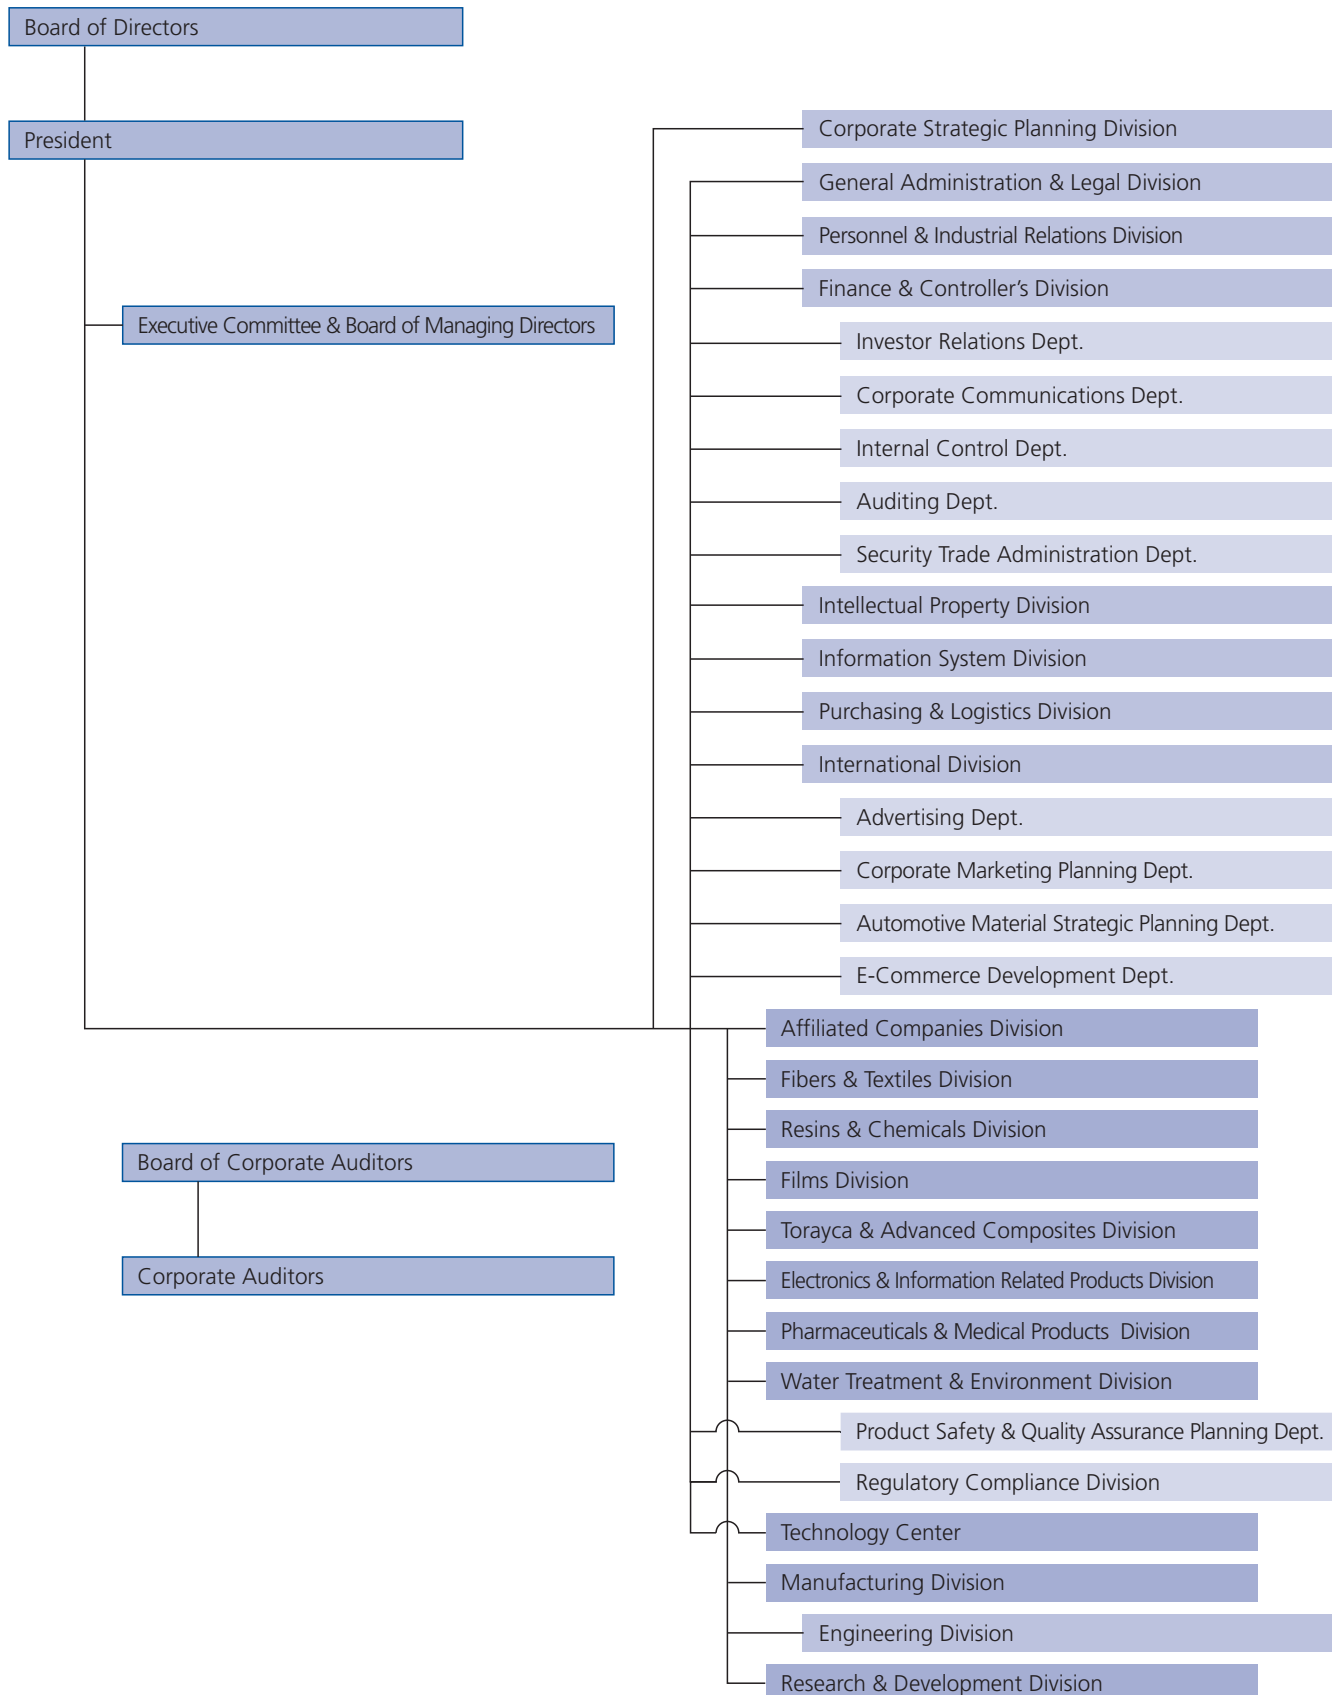 Board of Directors
President
Executive Committee & Board of Managing Directors
Board of Corporate Auditors
Corporate Auditors
Corporate Strategic Planning Division
General Administration & Legal Division
Personnel & Industrial Relations Division
Finance & Controller’s Division
Investor Relations Dept.
Corporate Communications Dept.
Internal Control Dept.
Auditing Dept.
Security Trade Administration Dept.
Intellectual Property Division
Information System Division
Purchasing & Logistics Division
International Division
Advertising Dept.
Corporate Marketing Planning Dept.
Automotive Material Strategic Planning Dept.
E-Commerce Development Dept.
Affiliated Companies Division
Fibers & Textiles Division
Resins & Chemicals Division
Films Division
Torayca & Advanced Composites Division
Electronics & Information Related Products Division
Pharmaceuticals & Medical Products Division
Water Treatment & Environment Division
Product Safety & Quality Assurance Planning Dept.
Regulatory Compliance Division
Technology Center
Manufacturing Division
Engineering Division
Research & Development Division